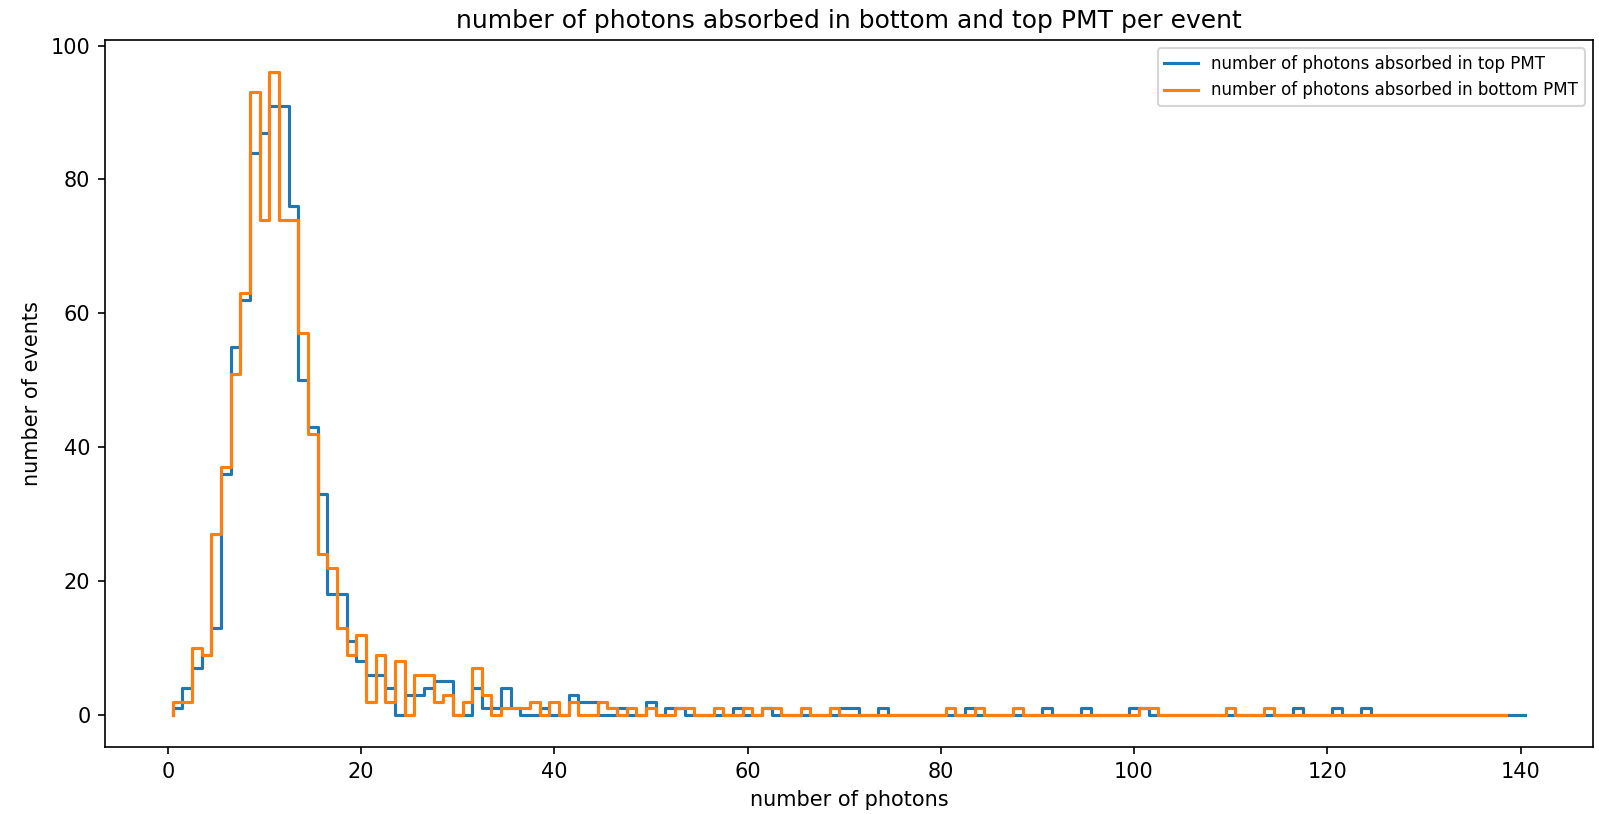 number of photons absorbed in bottom and top PMT per event
number of photons absorbed in top PMT
number of photons absorbed in bottom PMT
100
80
60
40
20
0
number of events
0 20 40 60 80 100 120 140
number of photons